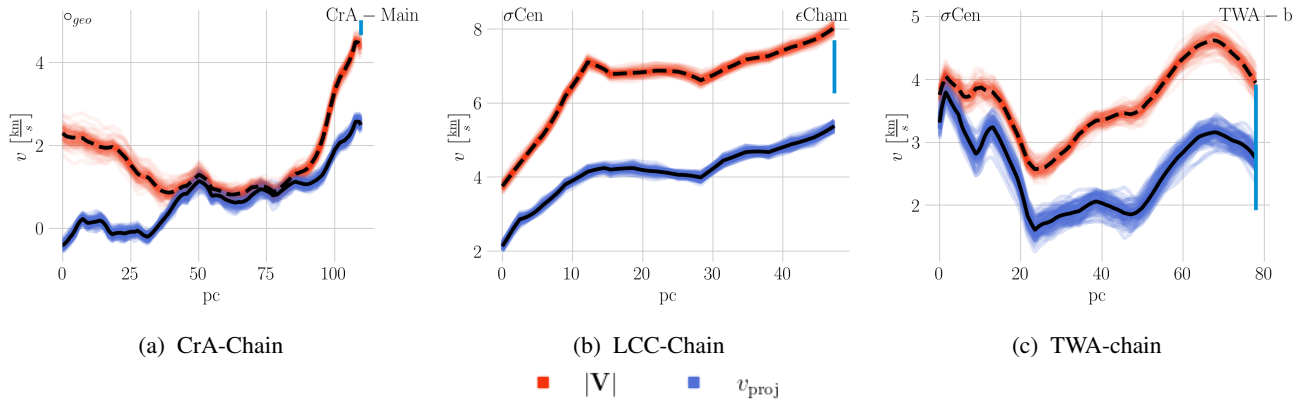 ∘geo CrA − Main
4
2
0
v [km/s]
0 25 50 75 100
pc
(a) CrA-Chain
σCen ϵCham
8
6
4
2
0 10 20 30 40
pc
(b) LCC-Chain
σCen TWA − b
5
4
3
2
v [km/s]
0 20 40 60 80
pc
(c) TWA-chain
v [km/s]
|V| vproj